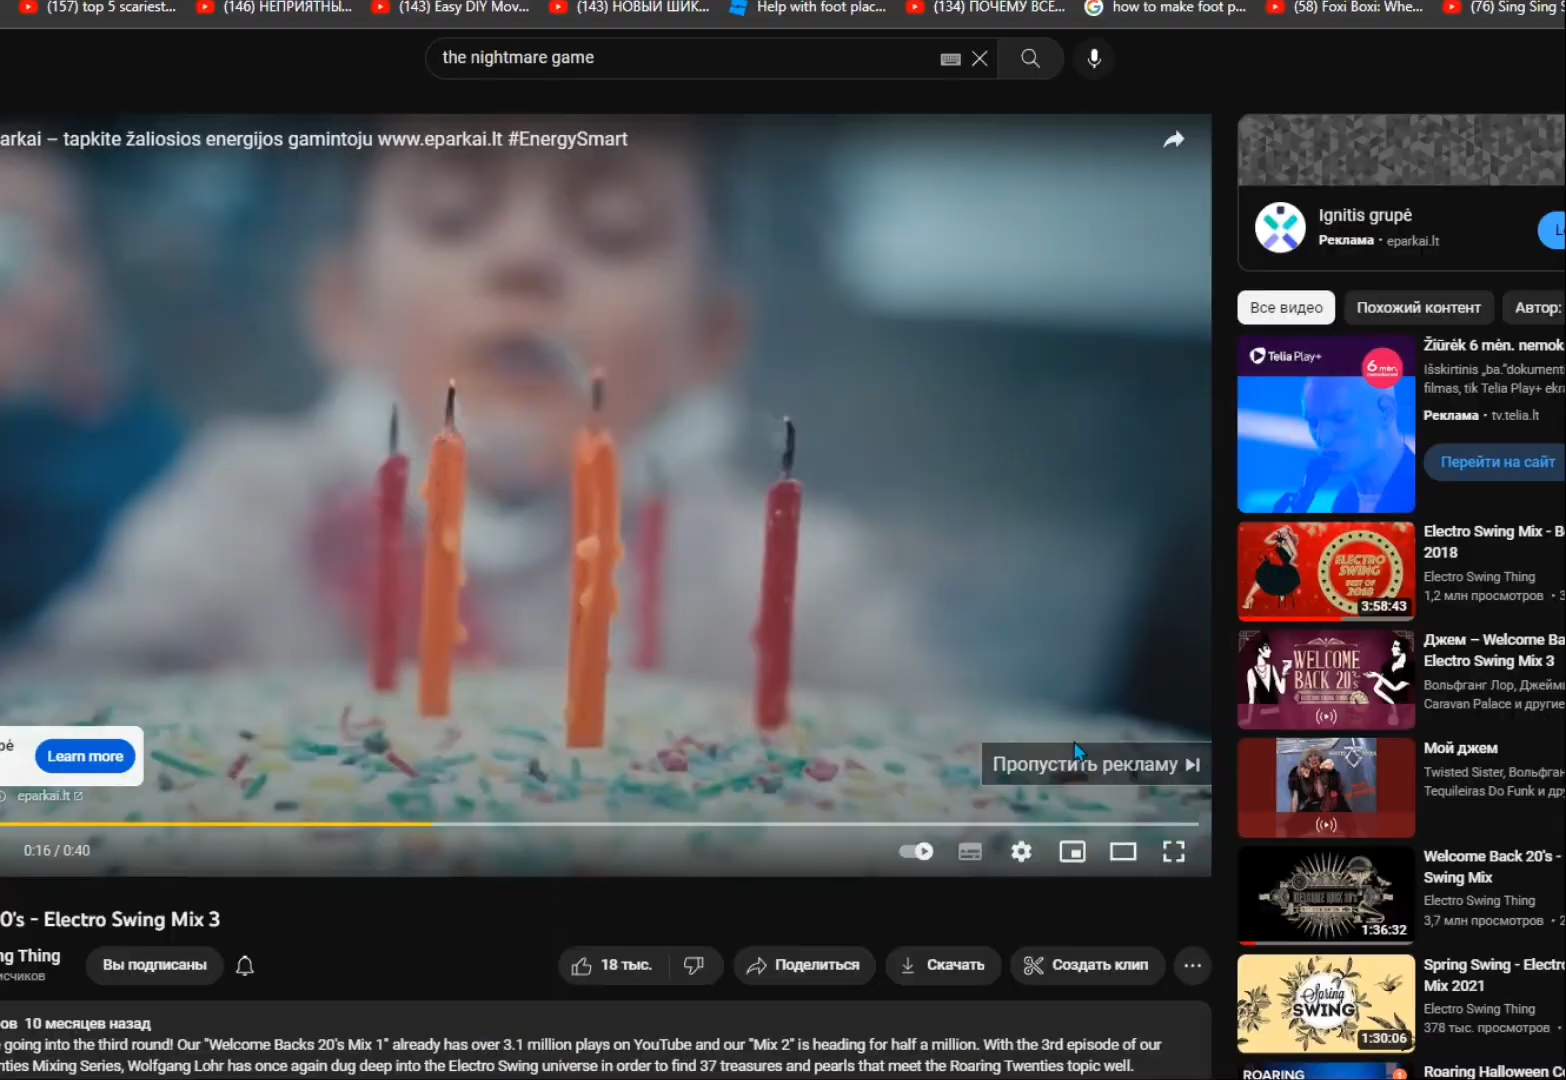 (157) top 5 scariest...
(146) НЕПРИЯТНЫ...
(143) Easy DIY Mov...
(143) НОВЫЙ ШИК...
Help with foot plac...
(134) ПОЧЕМУ ВСЕ...
how to make foot p...
(58) Foxi Boxi: Whe...
(76) Sing Sing
the nightmare game
arkai – tapkite žaliosios energijos gamintoju www.eparkai.lt #EnergySmart
Learn more
eparkai.lt
Пропустить рекламу
0:16 / 0:40
0's - Electro Swing Mix 3
ng Thing
исчиков
Вы подписаны
18 тыс.
Поделиться
Скачать
Создать клип
ов 10 месяцев назад
going into the third round! Our "Welcome Backs 20's Mix 1" already has over 3.1 million plays on YouTube and our "Mix 2" is heading for half a million. With the 3rd episode of our
nties Mixing Series, Wolfgang Lohr has once again dug deep into the Electro Swing universe in order to find 37 treasures and pearls that meet the Roaring Twenties topic well.
Ignitis grupė
Реклама · eparkai.lt
Все видео
Похожий контент
Автор:
Telia Play+
6 mėn.
Žiūrėk 6 mėn. nemok
Išskirtinis „ba.“dokument
filmas, tik Telia Play+ ekr
Реклама · tv.telia.lt
Перейти на сайт
ELECTRO
SWING
BEST OF
2018
3:58:43
Electro Swing Mix - B
2018
Electro Swing Thing
1,2 млн просмотров
WELCOME
BACK 20's
Джем – Welcome Ba
Electro Swing Mix 3
Вольфганг Лор, Джейм
Caravan Palace и другие
Мой джем
Twisted Sister, Вольфган
Tequileiras Do Funk и др
WELCOME BACK 20's
1:36:32
Welcome Back 20's -
Swing Mix
Electro Swing Thing
3,7 млн просмотров
Spring
SWING
1:30:06
Spring Swing - Electr
Mix 2021
Electro Swing Thing
378 тыс. просмотров
ROARING
Roaring Halloween C